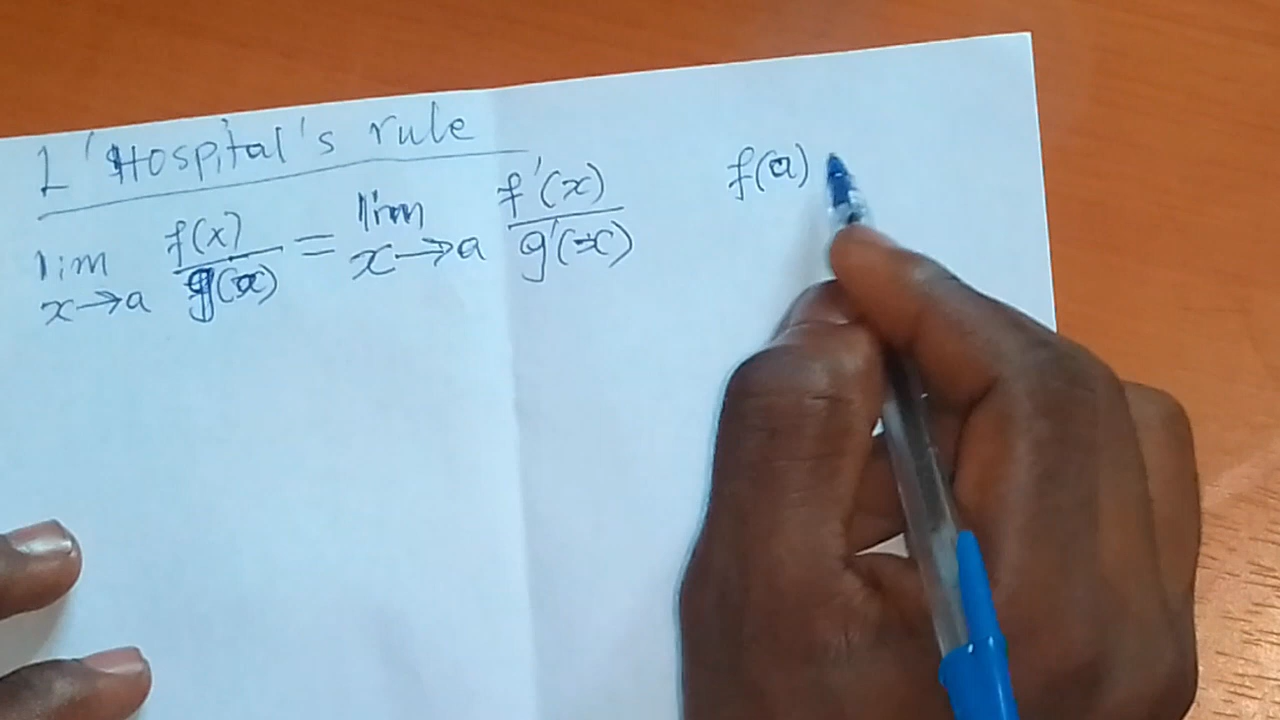 L'Hospital's rule
lim x→a f(x)/g(x) = lim x→a f'(x)/g'(x)
f(a)